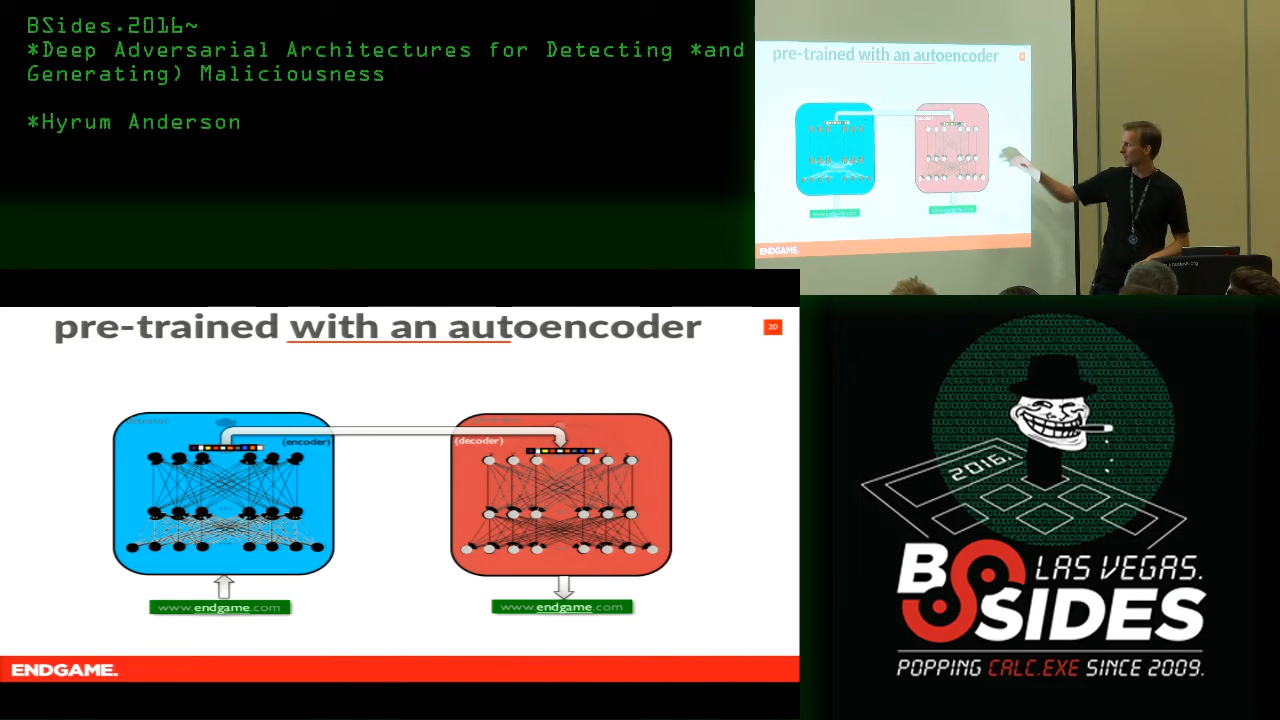 BSides.2016~
*Deep Adversarial Architectures for Detecting *and
Generating) Maliciousness
*Hyrum Anderson
pre-trained with an autoencoder
ENDGAME.
pre-trained with an autoencoder
20
(encoder)
(decoder)
www.endgame.com
www.endgame.com
ENDGAME.
2016.
BSIDES
LAS VEGAS.
POPPING CALC.EXE SINCE 2009.